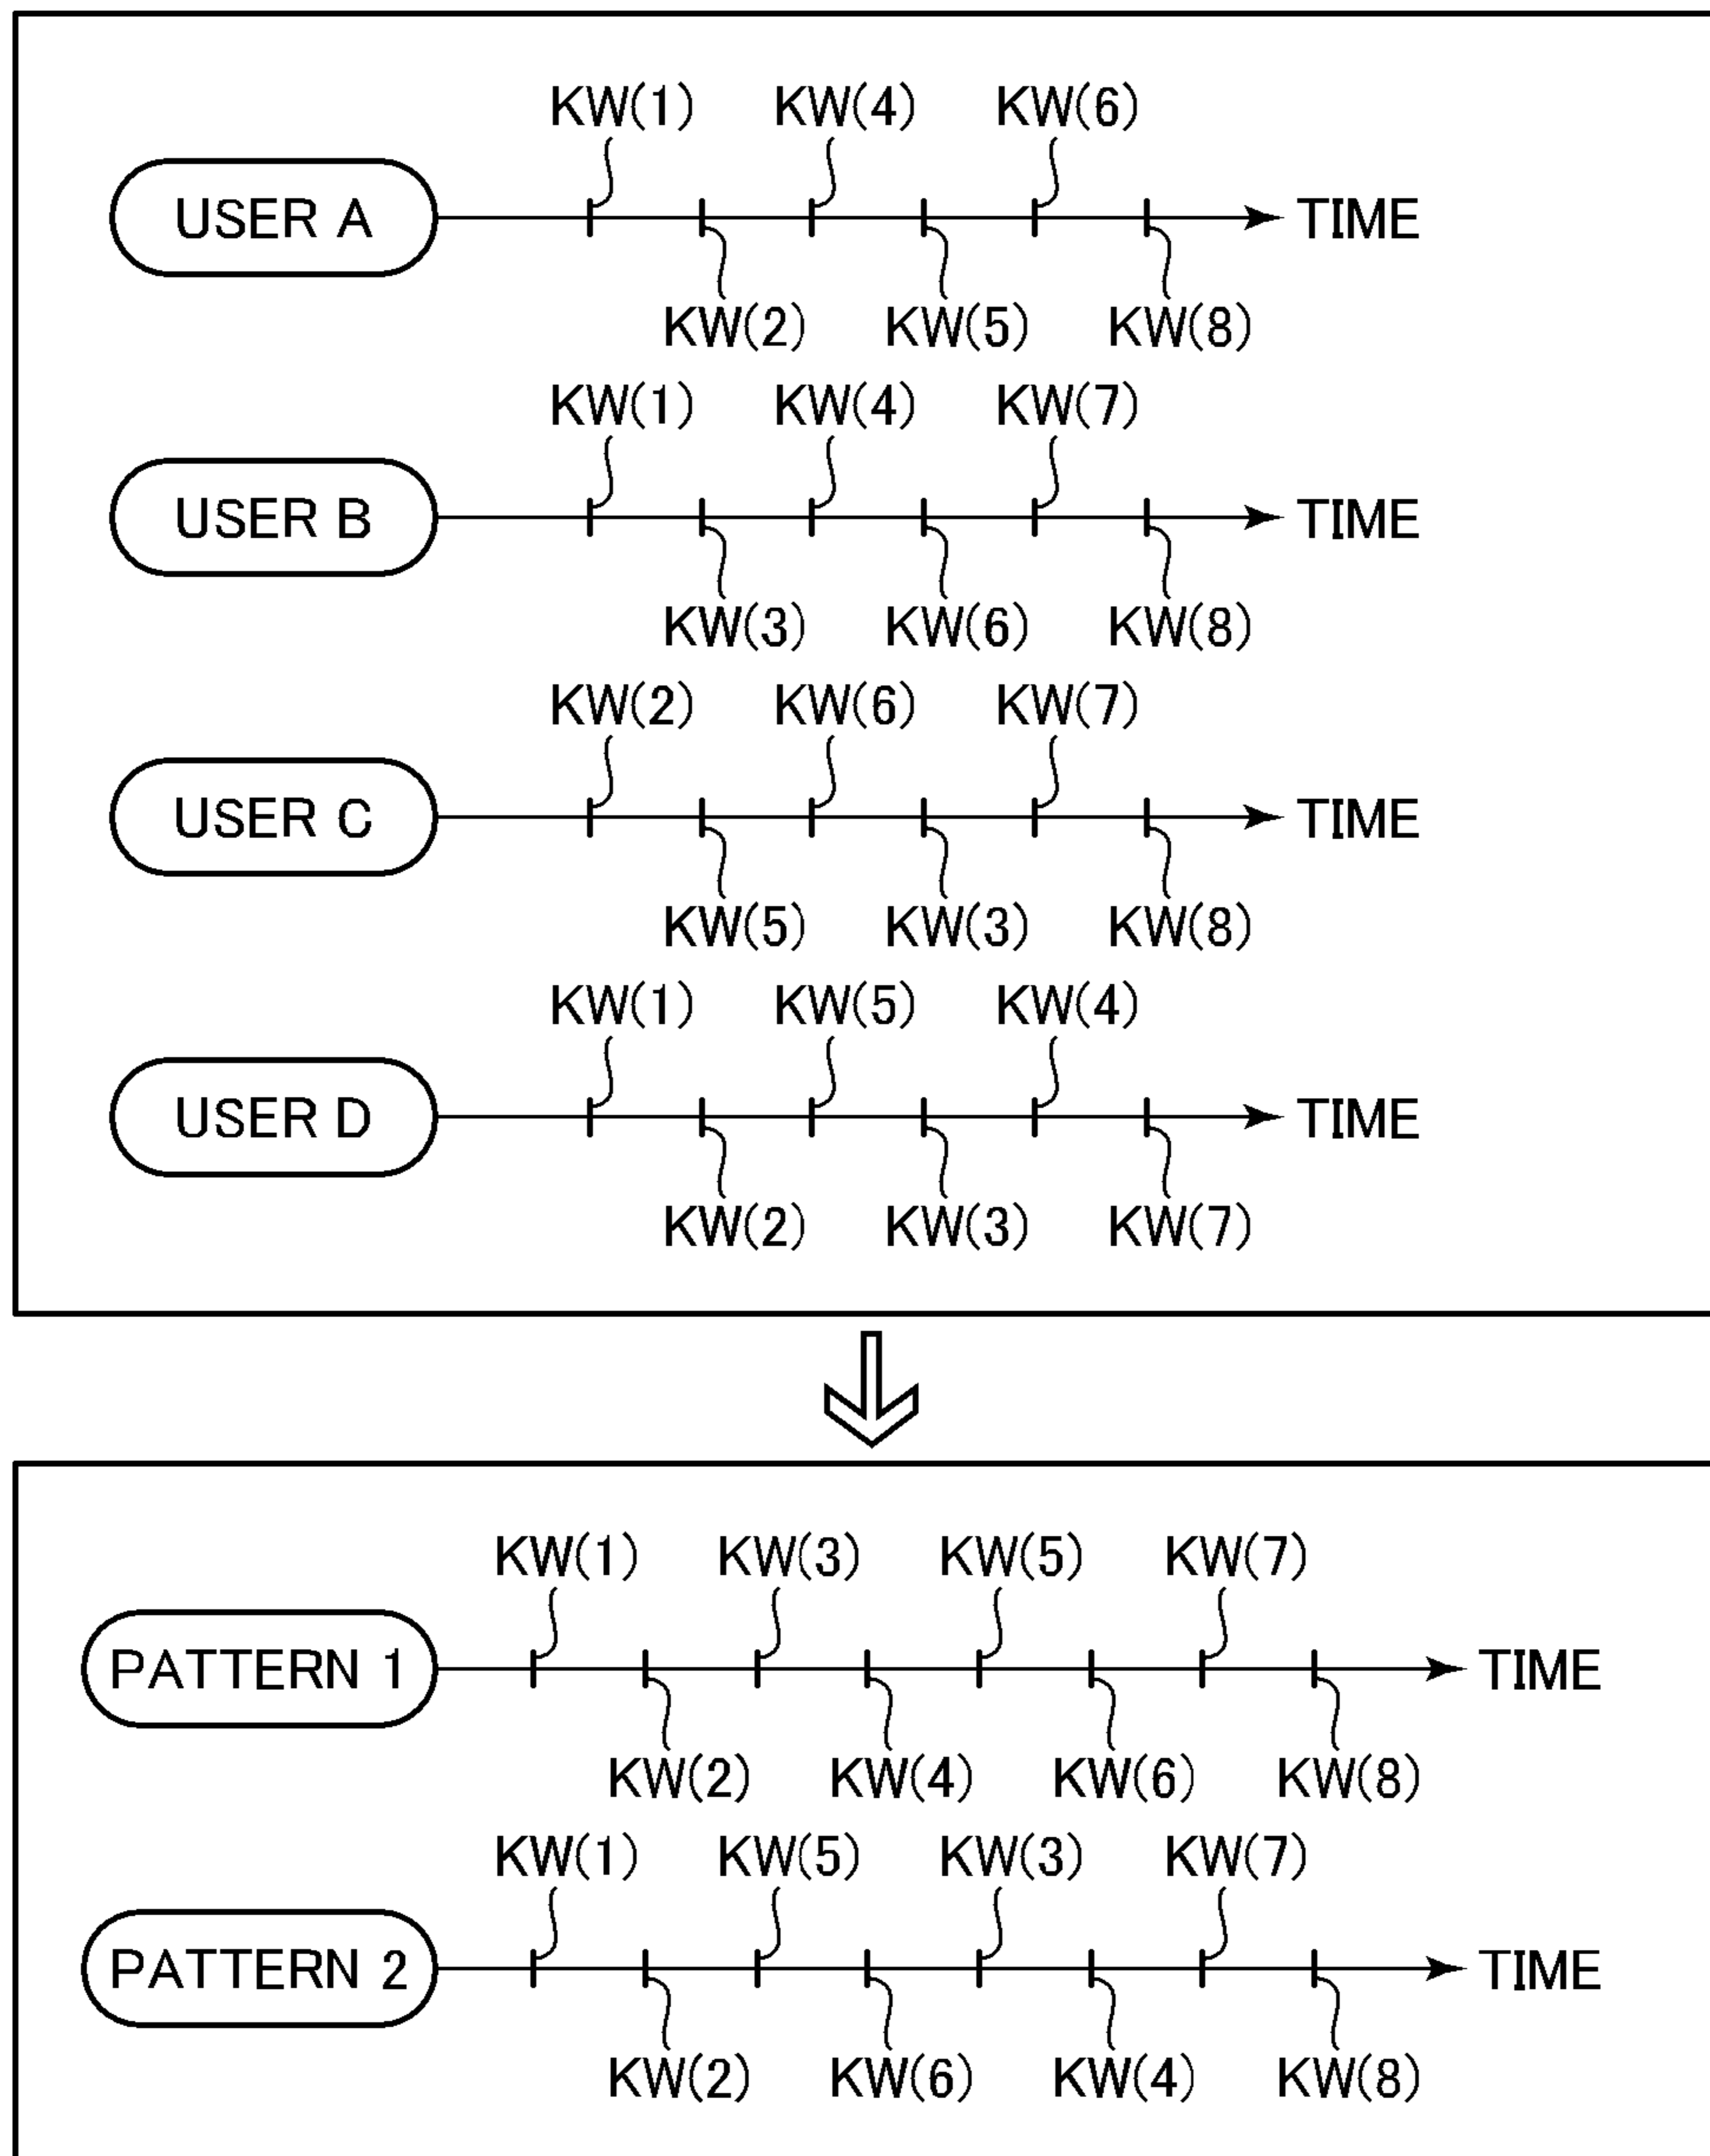 KW(1) KW(4) KW(6)
USER A TIME
KW(2) KW(5) KW(8)
KW(1) KW(4) KW(7)
USER B TIME
KW(3) KW(6) KW(8)
KW(2) KW(6) KW(7)
USER C TIME
KW(5) KW(3) KW(8)
KW(1) KW(5) KW(4)
USER D TIME
KW(2) KW(3) KW(7)
KW(1) KW(3) KW(5) KW(7)
PATTERN 1 TIME
KW(2) KW(4) KW(6) KW(8)
KW(1) KW(5) KW(3) KW(7)
PATTERN 2 TIME
KW(2) KW(6) KW(4) KW(8)